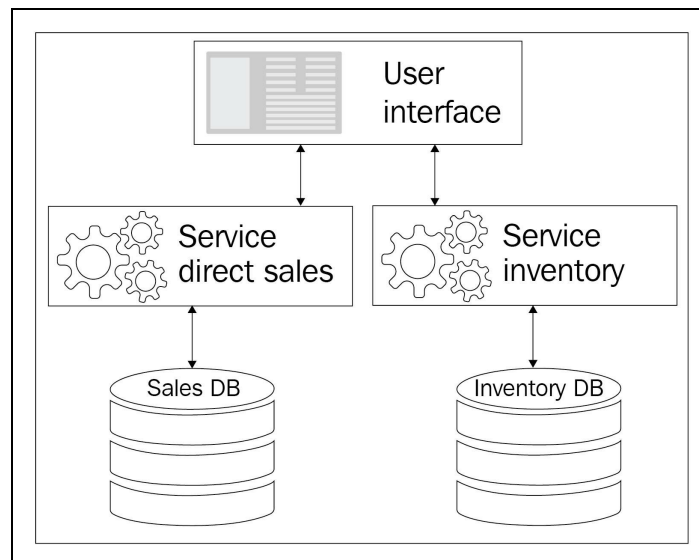 User
interface
Service
direct sales
Service
inventory
Sales DB
Inventory DB